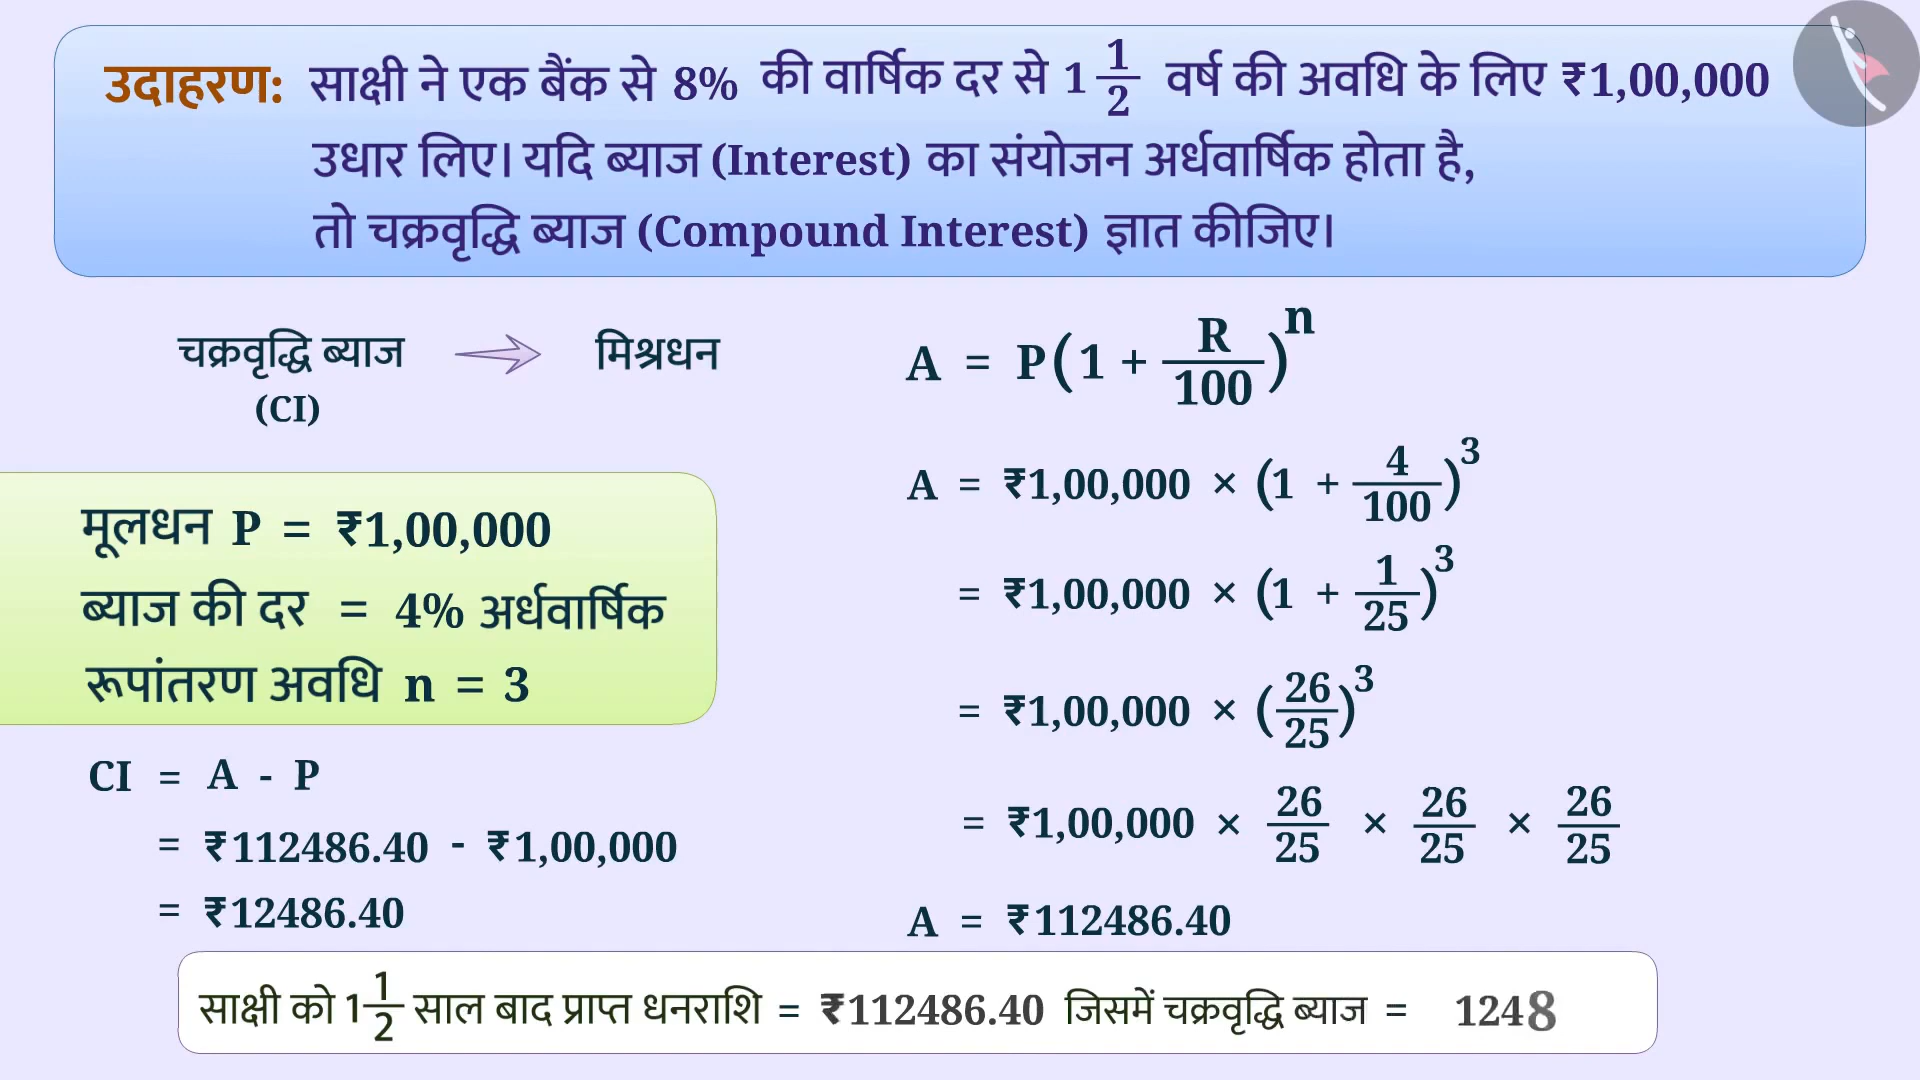 उदाहरण: साक्षी ने एक बैंक से 8% की वार्षिक दर से 1 1/2 वर्ष की अवधि के लिए ₹1,00,000
उधार लिए। यदि ब्याज (Interest) का संयोजन अर्धवार्षिक होता है,
तो चक्रवृद्धि ब्याज (Compound Interest) ज्ञात कीजिए।
चक्रवृद्धि ब्याज → मिश्रधन
(CI)
मूलधन P = ₹1,00,000
ब्याज की दर = 4% अर्धवार्षिक
रूपांतरण अवधि n = 3
CI = A - P
= ₹112486.40 - ₹1,00,000
= ₹12486.40
A = P(1 + R/100)^n
A = ₹1,00,000 × (1 + 4/100)^3
= ₹1,00,000 × (1 + 1/25)^3
= ₹1,00,000 × (26/25)^3
= ₹1,00,000 × 26/25 × 26/25 × 26/25
A = ₹112486.40
साक्षी को 1 1/2 साल बाद प्राप्त धनराशि = ₹112486.40 जिसमें चक्रवृद्धि ब्याज = 1248